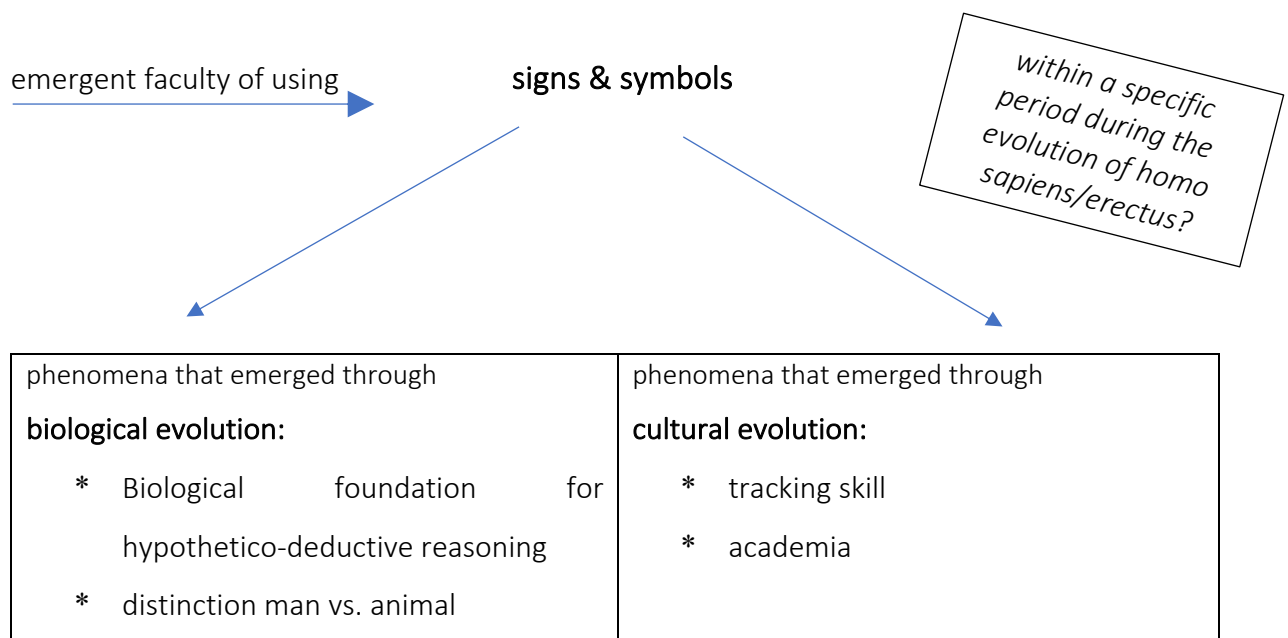 emergent faculty of using
signs & symbols
within a specific
period during the
evolution of homo
sapiens/erectus?
phenomena that emerged through
biological evolution:
* Biological foundation for
hypothetico-deductive reasoning
* distinction man vs. animal
phenomena that emerged through
cultural evolution:
* tracking skill
* academia